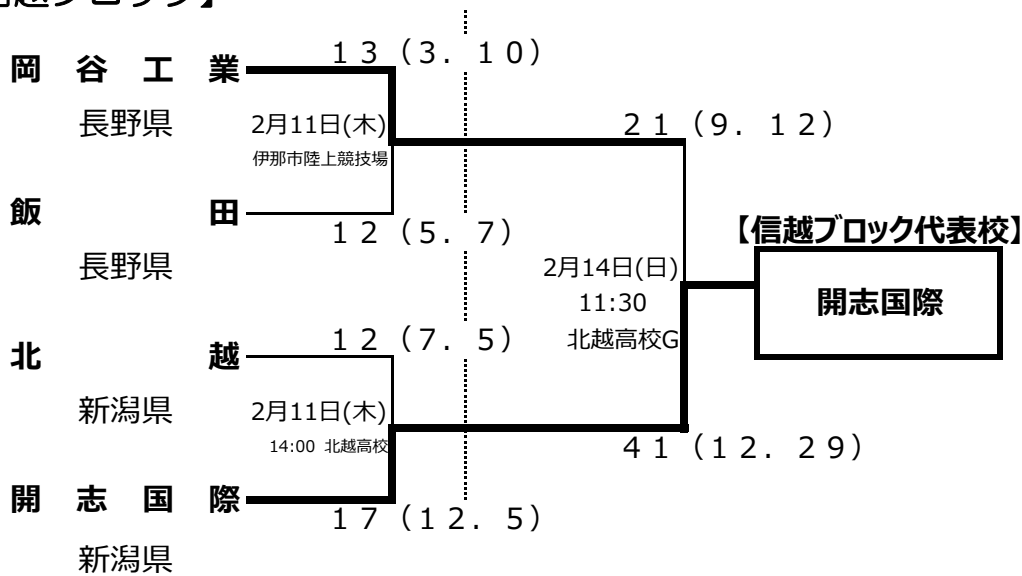 越ブロック】
13（3．10）
岡谷工業
長野県
2月11日(木)
伊那市陸上競技場
21（9．12）
飯田
12（5．7）
長野県
【信越ブロック代表校】
2月14日(日)
11:30
北越高校G
開志国際
12（7．5）
北越
新潟県
2月11日(木)
14:00 北越高校
41（12．29）
開志国際
17（12．5）
新潟県